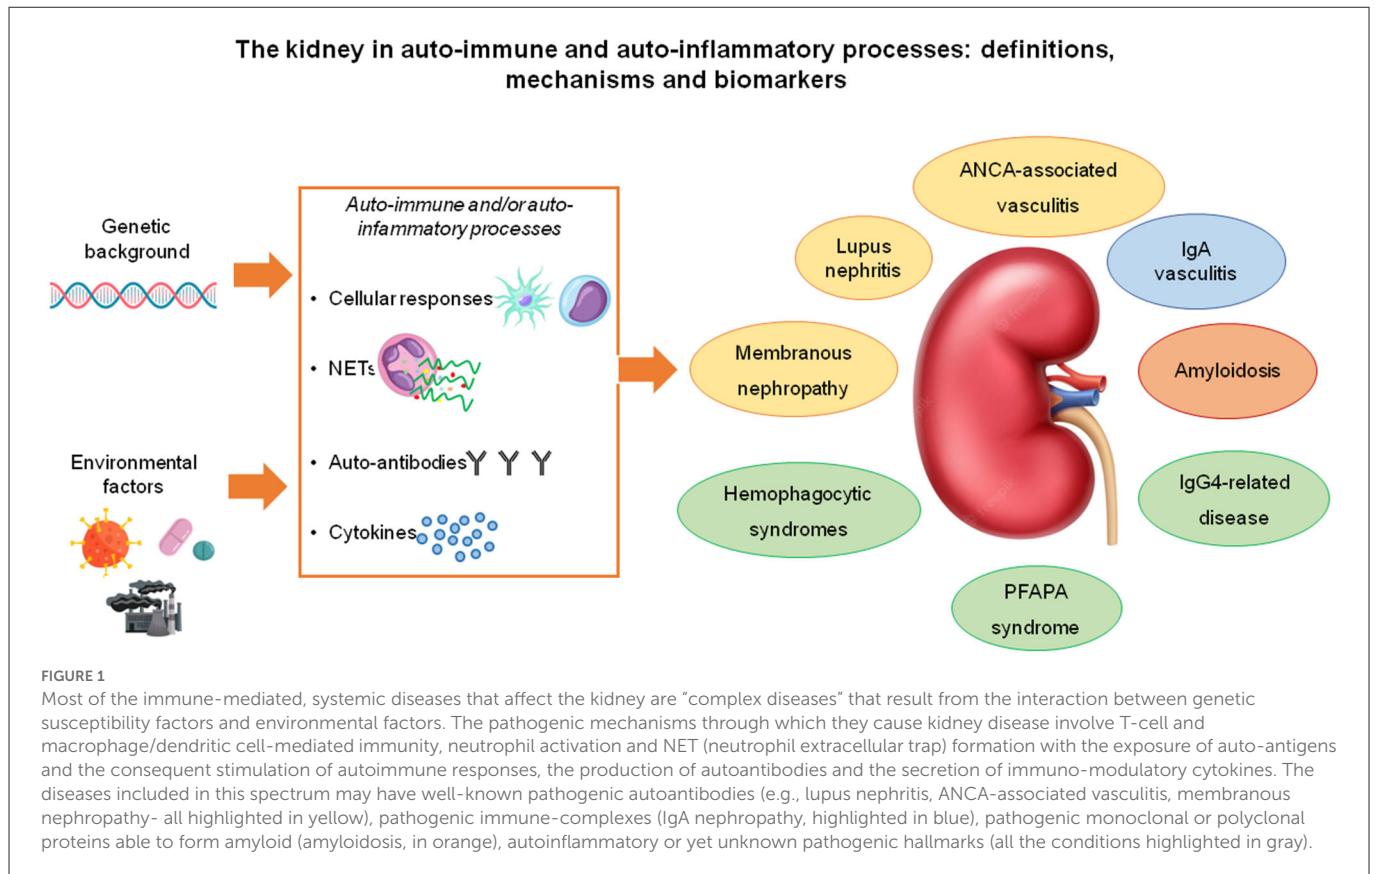 The kidney in auto-immune and auto-inflammatory processes: definitions,
mechanisms and biomarkers
Genetic
background
Environmental
factors
Auto-immune and/or auto-
infammatory processes
• Cellular responses
• NETs
• Auto-antibodies
• Cytokines
ANCA-associated
vasculitis
Lupus
nephritis
IgA
vasculitis
Membranous
nephropathy
Amyloidosis
Hemophagocytic
syndromes
IgG4-related
disease
PFAPA
syndrome
FIGURE 1
Most of the immune-mediated, systemic diseases that affect the kidney are "complex diseases" that result from the interaction between genetic
susceptibility factors and environmental factors. The pathogenic mechanisms through which they cause kidney disease involve T-cell and
macrophage/dendritic cell-mediated immunity, neutrophil activation and NET (neutrophil extracellular trap) formation with the exposure of auto-antigens
and the consequent stimulation of autoimmune responses, the production of autoantibodies and the secretion of immuno-modulatory cytokines. The
diseases included in this spectrum may have well-known pathogenic autoantibodies (e.g., lupus nephritis, ANCA-associated vasculitis, membranous
nephropathy- all highlighted in yellow), pathogenic immune-complexes (IgA nephropathy, highlighted in blue), pathogenic monoclonal or polyclonal
proteins able to form amyloid (amyloidosis, in orange), autoinflammatory or yet unknown pathogenic hallmarks (all the conditions highlighted in gray).